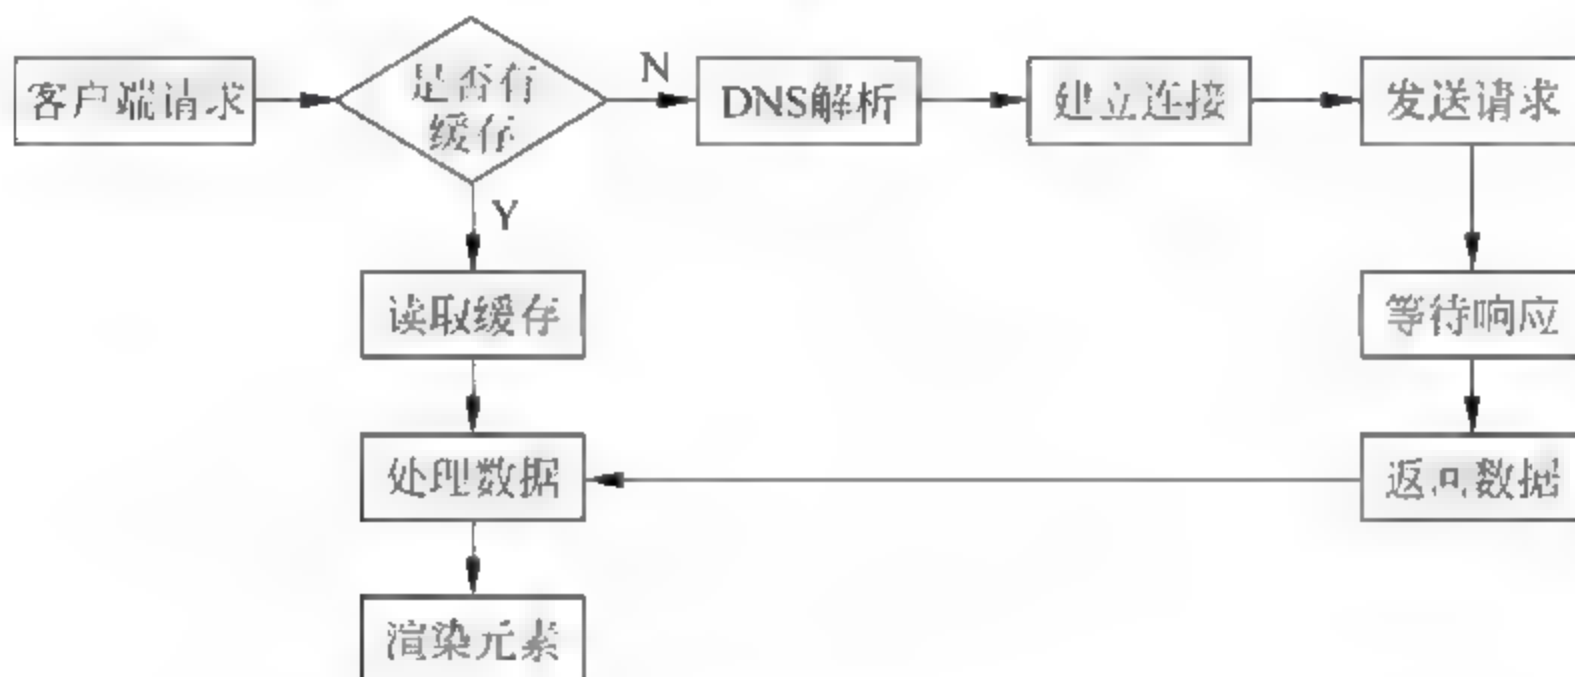 客户端请求
是否有
缓存
N
DNS解析
建立连接
发送请求
Y
读取缓存
等待响应
处理数据
返回数据
渲染元素